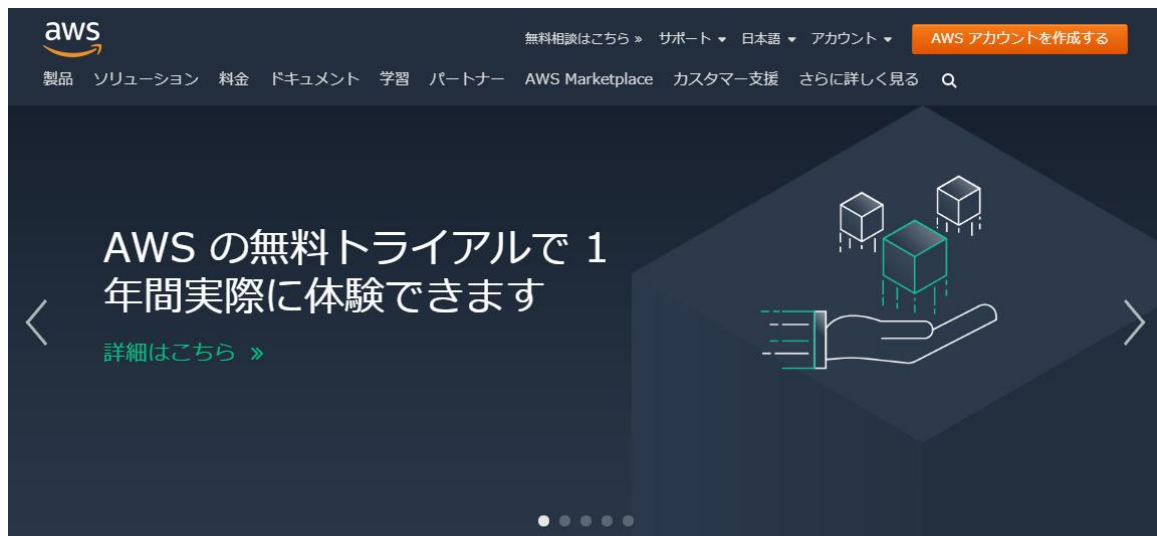 aws
無料相談はこちら » サポート 日本語 アカウント AWS アカウントを作成する
製品 ソリューション 料金 ドキュメント 学習 パートナー AWS Marketplace カスタマー支援 さらに詳しく見る
AWS の無料トライアルで 1
年間実際に体験できます
詳細はこちら »